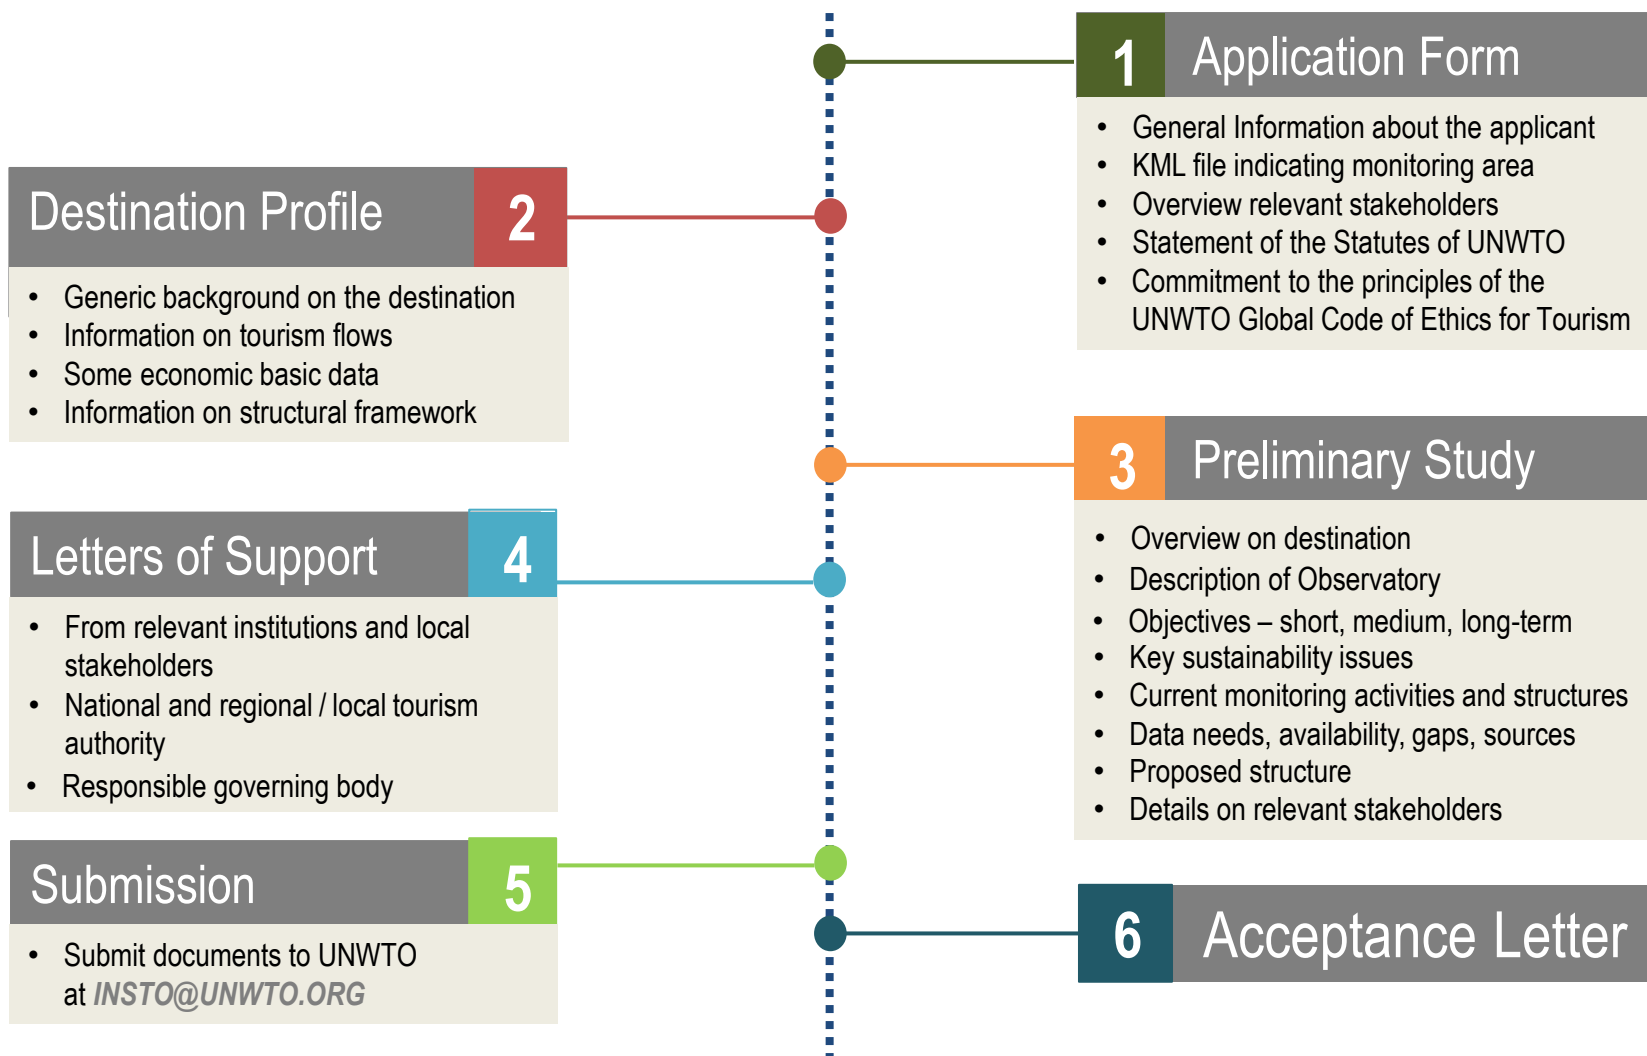 1 Application Form
• General Information about the applicant
• KML file indicating monitoring area
• Overview relevant stakeholders
• Statement of the Statutes of UNWTO
• Commitment to the principles of the
UNWTO Global Code of Ethics for Tourism
Destination Profile 2
• Generic background on the destination
• Information on tourism flows
• Some economic basic data
• Information on structural framework
3 Preliminary Study
• Overview on destination
• Description of Observatory
• Objectives – short, medium, long-term
• Key sustainability issues
• Current monitoring activities and structures
• Data needs, availability, gaps, sources
• Proposed structure
• Details on relevant stakeholders
Letters of Support 4
• From relevant institutions and local
stakeholders
• National and regional / local tourism
authority
• Responsible governing body
Submission 5
• Submit documents to UNWTO
at INSTO@UNWTO.ORG
6 Acceptance Letter